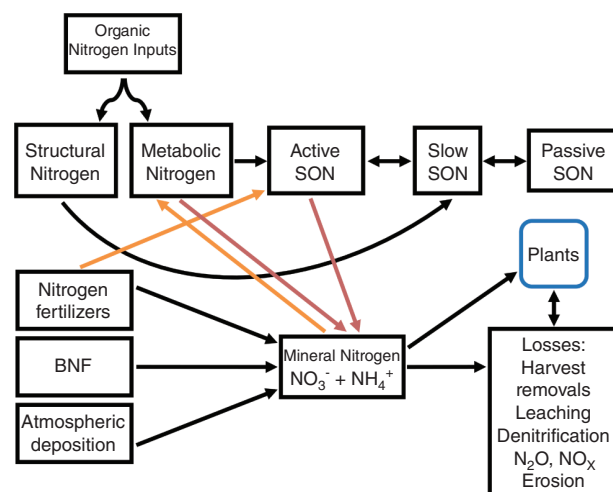 Organic
Nitrogen Inputs
Structural
Nitrogen
Metabolic
Nitrogen
Active
SON
Slow
SON
Passive
SON
Nitrogen
fertilizers
BNF
Atmospheric
deposition
Mineral Nitrogen
NO₃⁻ + NH₄⁺
Plants
Losses:
Harvest
removals
Leaching
Denitrification
N₂O, NOₓ
Erosion